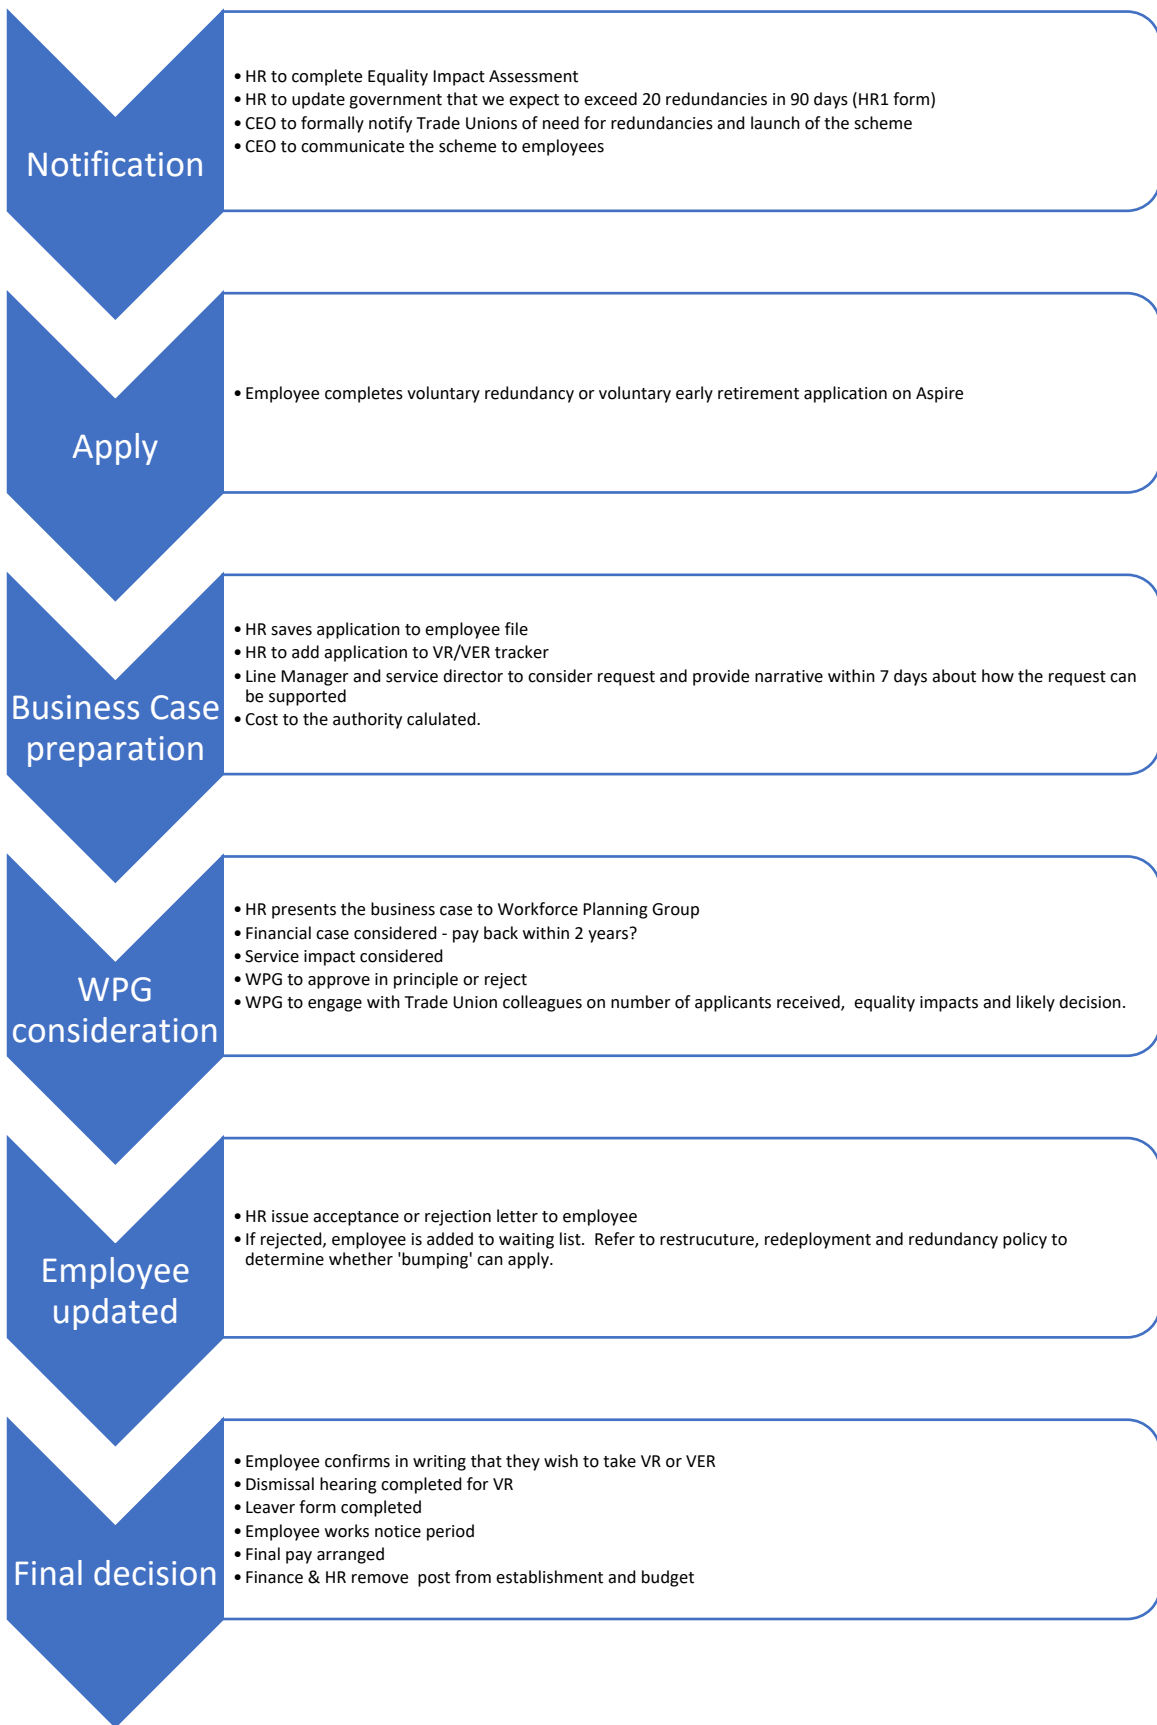 Notification
• HR to complete Equality Impact Assessment
• HR to update government that we expect to exceed 20 redundancies in 90 days (HR1 form)
• CEO to formally notify Trade Unions of need for redundancies and launch of the scheme
• CEO to communicate the scheme to employees
Apply
• Employee completes voluntary redundancy or voluntary early retirement application on Aspire
Business Case
preparation
• HR saves application to employee file
• HR to add application to VR/VER tracker
• Line Manager and service director to consider request and provide narrative within 7 days about how the request can
be supported
• Cost to the authority calulated.
WPG
consideration
• HR presents the business case to Workforce Planning Group
• Financial case considered - pay back within 2 years?
• Service impact considered
• WPG to approve in principle or reject
• WPG to engage with Trade Union colleagues on number of applicants received,  equality impacts and likely decision.
Employee
updated
• HR issue acceptance or rejection letter to employee
• If rejected, employee is added to waiting list.  Refer to restrucuture, redeployment and redundancy policy to
determine whether 'bumping' can apply.
Final decision
• Employee confirms in writing that they wish to take VR or VER
• Dismissal hearing completed for VR
• Leaver form completed
• Employee works notice period
• Final pay arranged
• Finance & HR remove  post from establishment and budget